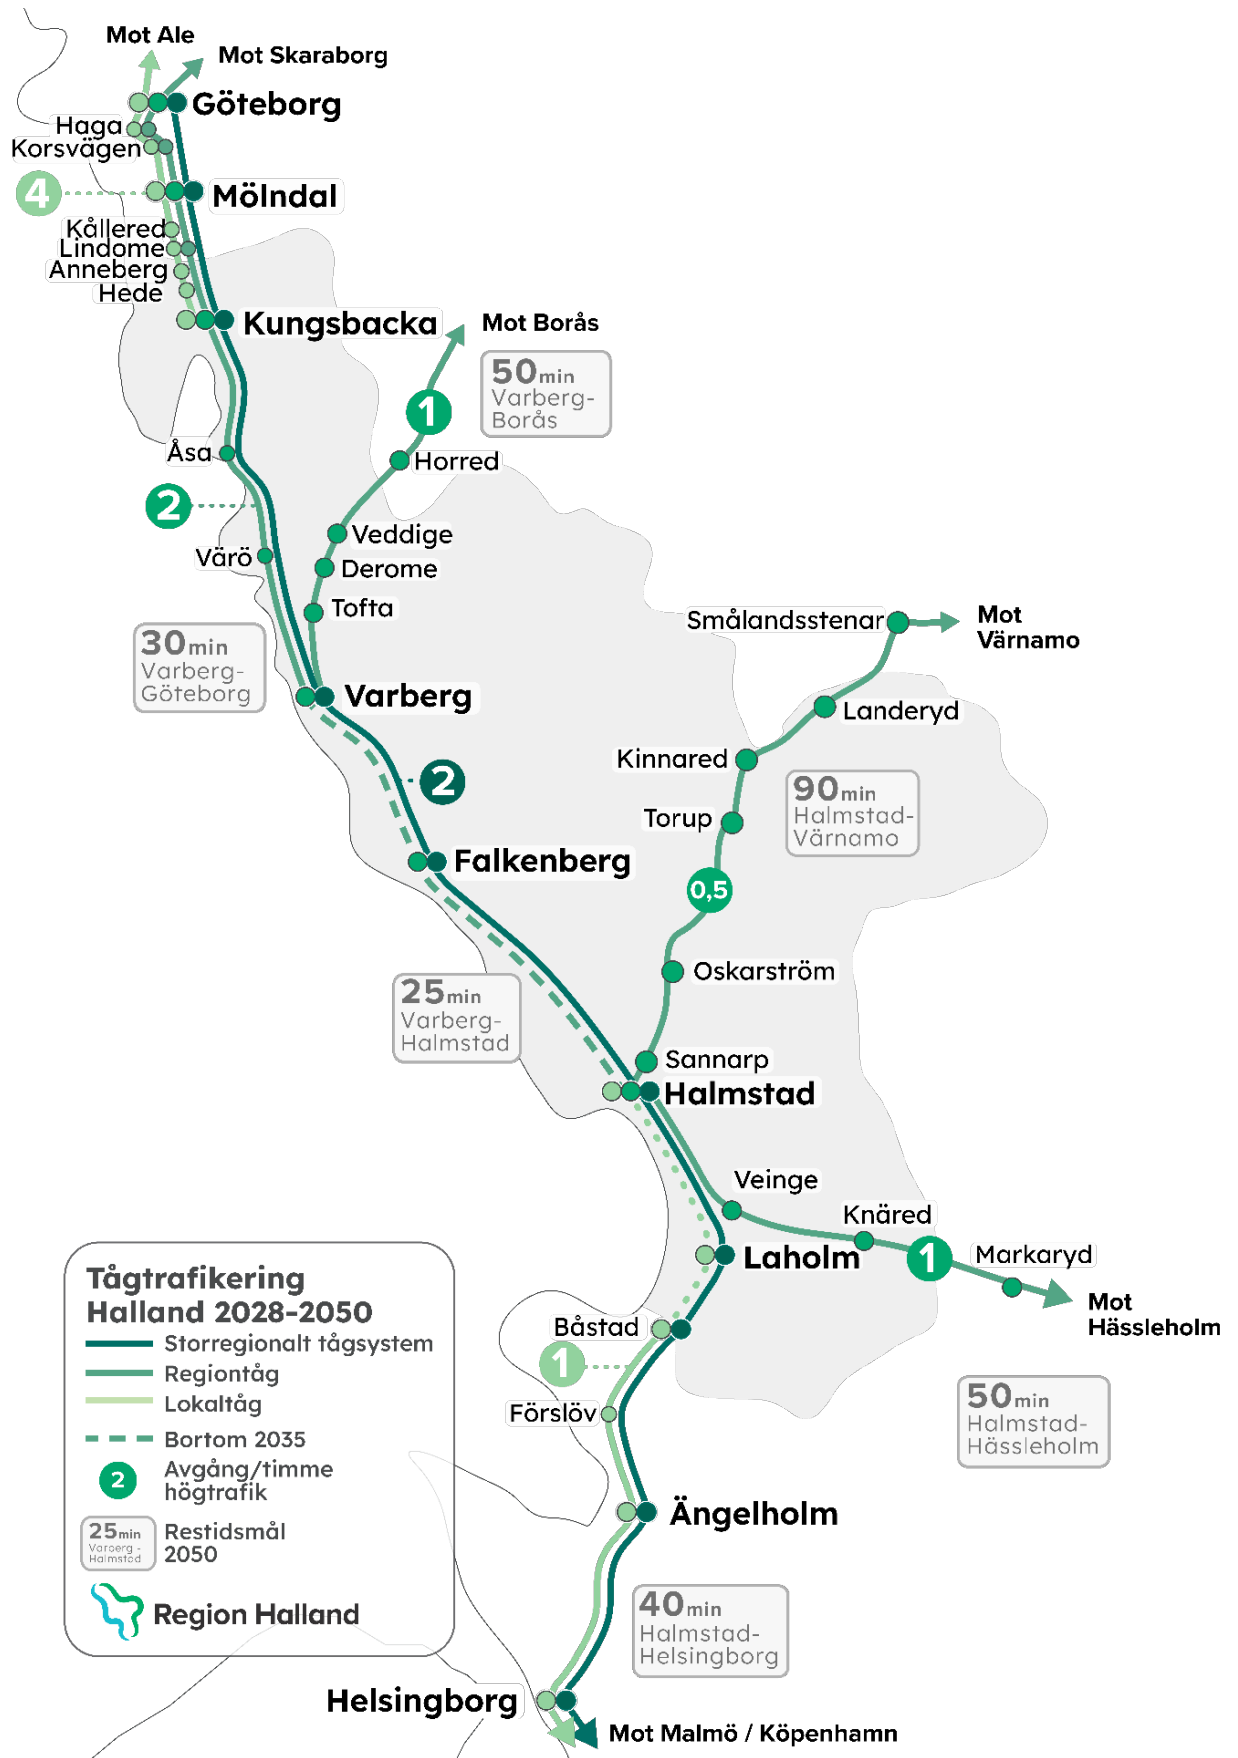 Mot Ale
Mot Skaraborg
Göteborg
Haga
Korsvägen
4
Mölndal
Kållered
Lindome
Anneberg
Hede
Kungsbacka
Mot Borås
50min
Varberg-
Borås
1
Åsa
Horred
2
Veddige
Värö
Derome
Tofta
Smålandsstenar
Mot
Värnamo
30min
Varberg-
Göteborg
Varberg
Landeryd
Kinnared
2
90min
Halmstad-
Värnamo
Torup
Falkenberg
0,5
Oskarström
25min
Varberg-
Halmstad
Sannarp
Halmstad
Veinge
Knäred
1
Markaryd
Laholm
Mot
Hässleholm
Båstad
1
50min
Halmstad-
Hässleholm
Förslöv
Ängelholm
40min
Halmstad-
Helsingborg
Helsingborg
Mot Malmö / Köpenhamn
Tågtrafikering
Halland 2028-2050
Storregionalt tågsystem
Regiontåg
Lokaltåg
Bortom 2035
2
Avgång/timme
högtrafik
25min
Varberg -
Halmstad
Restidsmål
2050
Region Halland